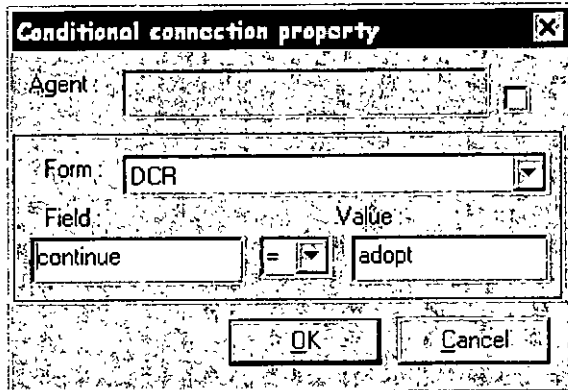 Conditional connection property
Agent :
Form : DCR
Field : Value :
continue = adopt
OK Cancel